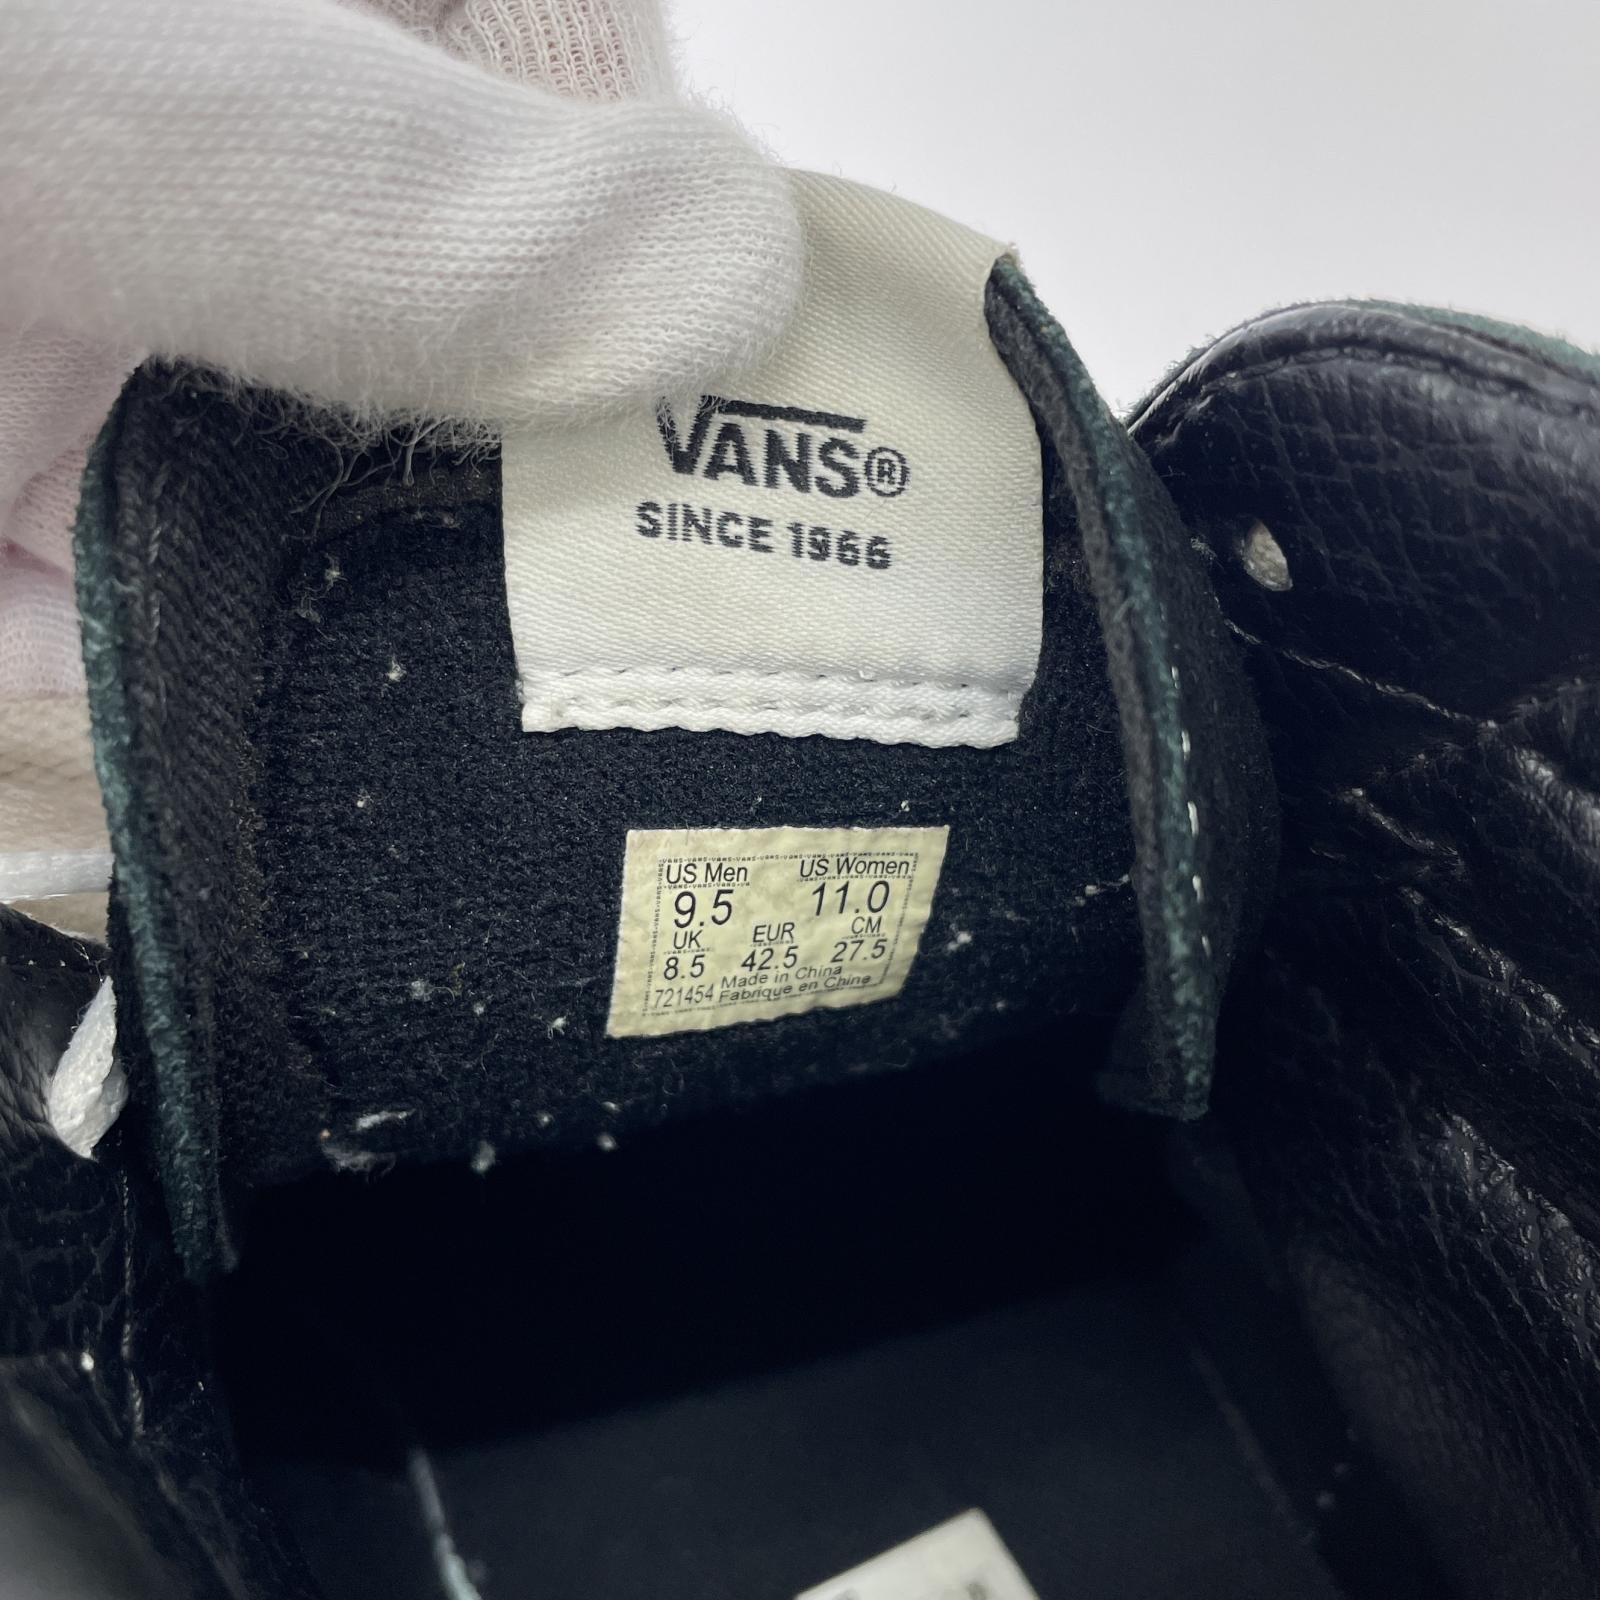 VANS®
SINCE 1966
US Men US Women
9.5 11.0
UK EUR CM
8.5 42.5 27.5
Made in China
721454 Fabrique en Chine